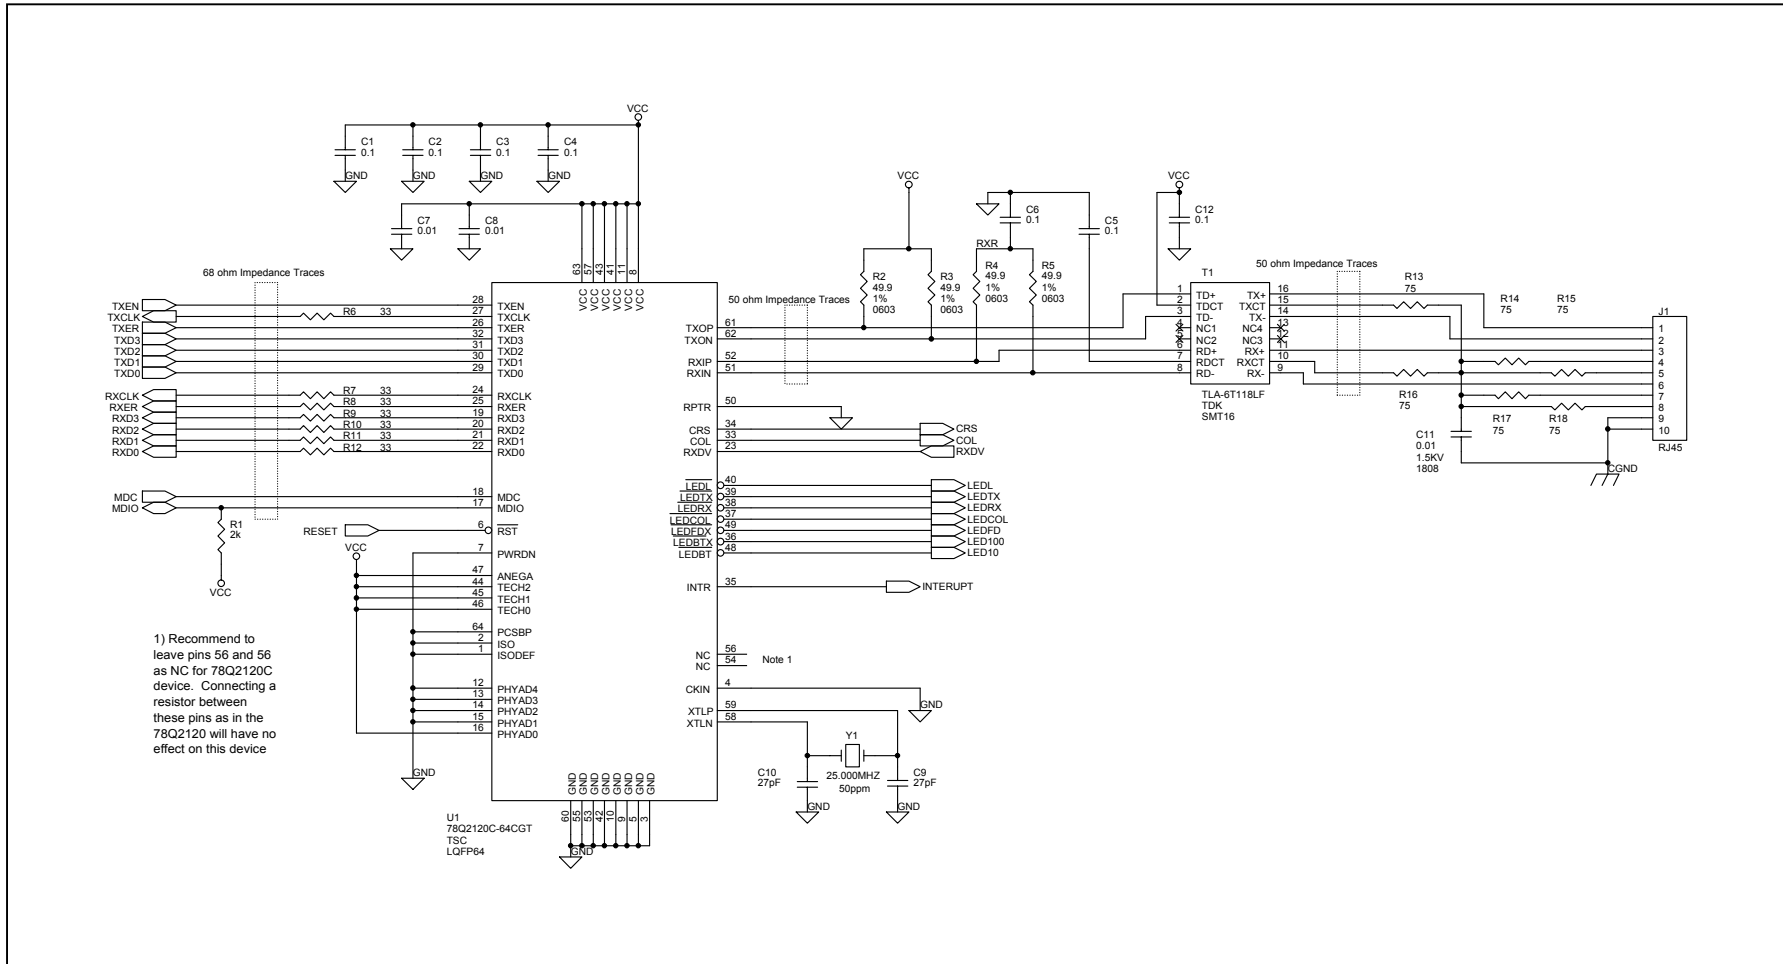 VCC
C1
0.1
GND
C2
0.1
GND
C3
0.1
GND
C4
0.1
GND
C7
0.01
C8
0.01
63
57
43
41
11
8
VCC
VCC
VCC
VCC
VCC
VCC
68 ohm Impedance Traces
TXEN
28
TXEN
TXCLK
R6
33
27
TXCLK
TXER
26
TXER
TXD3
32
TXD3
TXD2
31
TXD2
TXD1
30
TXD1
TXD0
29
TXD0
RXCLK
R7
33
24
RXCLK
RXER
R8
33
25
RXER
RXD3
R9
33
19
RXD3
RXD2
R10
33
20
RXD2
RXD1
R11
33
21
RXD1
RXD0
R12
33
22
RXD0
MDC
18
MDC
MDIO
17
MDIO
R1
2k
VCC
RESET
6
RST
VCC
7
PWRDN
47
ANEGA
44
TECH2
45
TECH1
46
TECH0
64
PCSBP
2
ISO
1
ISODEF
12
PHYAD4
13
PHYAD3
14
PHYAD2
15
PHYAD1
16
PHYAD0
GND
1) Recommend to
leave pins 56 and 56
as NC for 78Q2120C
device. Connecting a
resistor between
these pins as in the
78Q2120 will have no
effect on this device
GND
GND
GND
GND
GND
GND
GND
GND
60
55
53
42
10
9
5
3
GND
U1
78Q2120C-64CGT
TSC
LQFP64
50 ohm Impedance Traces
TXOP
61
TXON
62
RXIP
52
RXIN
51
RPTR
50
CRS
34
CRS
COL
33
COL
RXDV
23
RXDV
LEDL
40
LEDL
LEDTX
39
LEDTX
LEDRX
38
LEDRX
LEDCOL
37
LEDCOL
LEDFDX
49
LEDFD
LEDBTX
36
LED100
LEDBT
48
LED10
INTR
35
INTERUPT
NC
56
NC
54
Note 1
CKIN
4
GND
XTLP
59
XTLN
58
Y1
25.000MHZ
50ppm
C10
27pF
GND
C9
27pF
GND
VCC
R2
49.9
1%
0603
R3
49.9
1%
0603
RXR
R4
49.9
1%
0603
R5
49.9
1%
0603
C6
0.1
C5
0.1
VCC
C12
0.1
T1
1
TD+
TX+
16
2
TDCT
TXCT
15
3
TD-
TX-
14
4
NC1
NC4
13
5
NC2
NC3
12
6
RD+
RX+
11
7
RDCT
RXCT
10
8
RD-
RX-
9
TLA-6T118LF
TDK
SMT16
50 ohm Impedance Traces
R13
75
R14
75
R15
75
R16
75
R17
75
R18
75
C11
0.01
1.5KV
1808
CGND
J1
1
2
3
4
5
6
7
8
9
10
RJ45